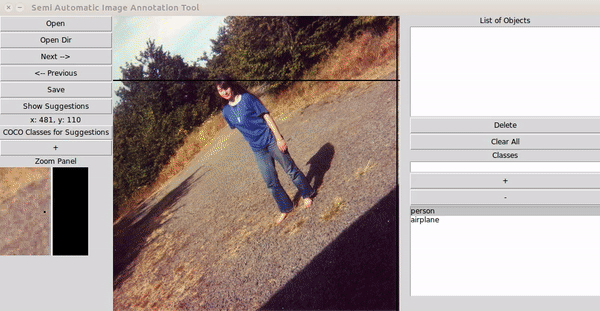 Semi Automatic Image Annotation Tool
Open
Open Dir
Next -->
<-- Previous
Save
Show Suggestions
x: 481, y: 110
COCO Classes for Suggestions
+
Zoom Panel
List of Objects
Delete
Clear All
Classes
+
-
person
airplane